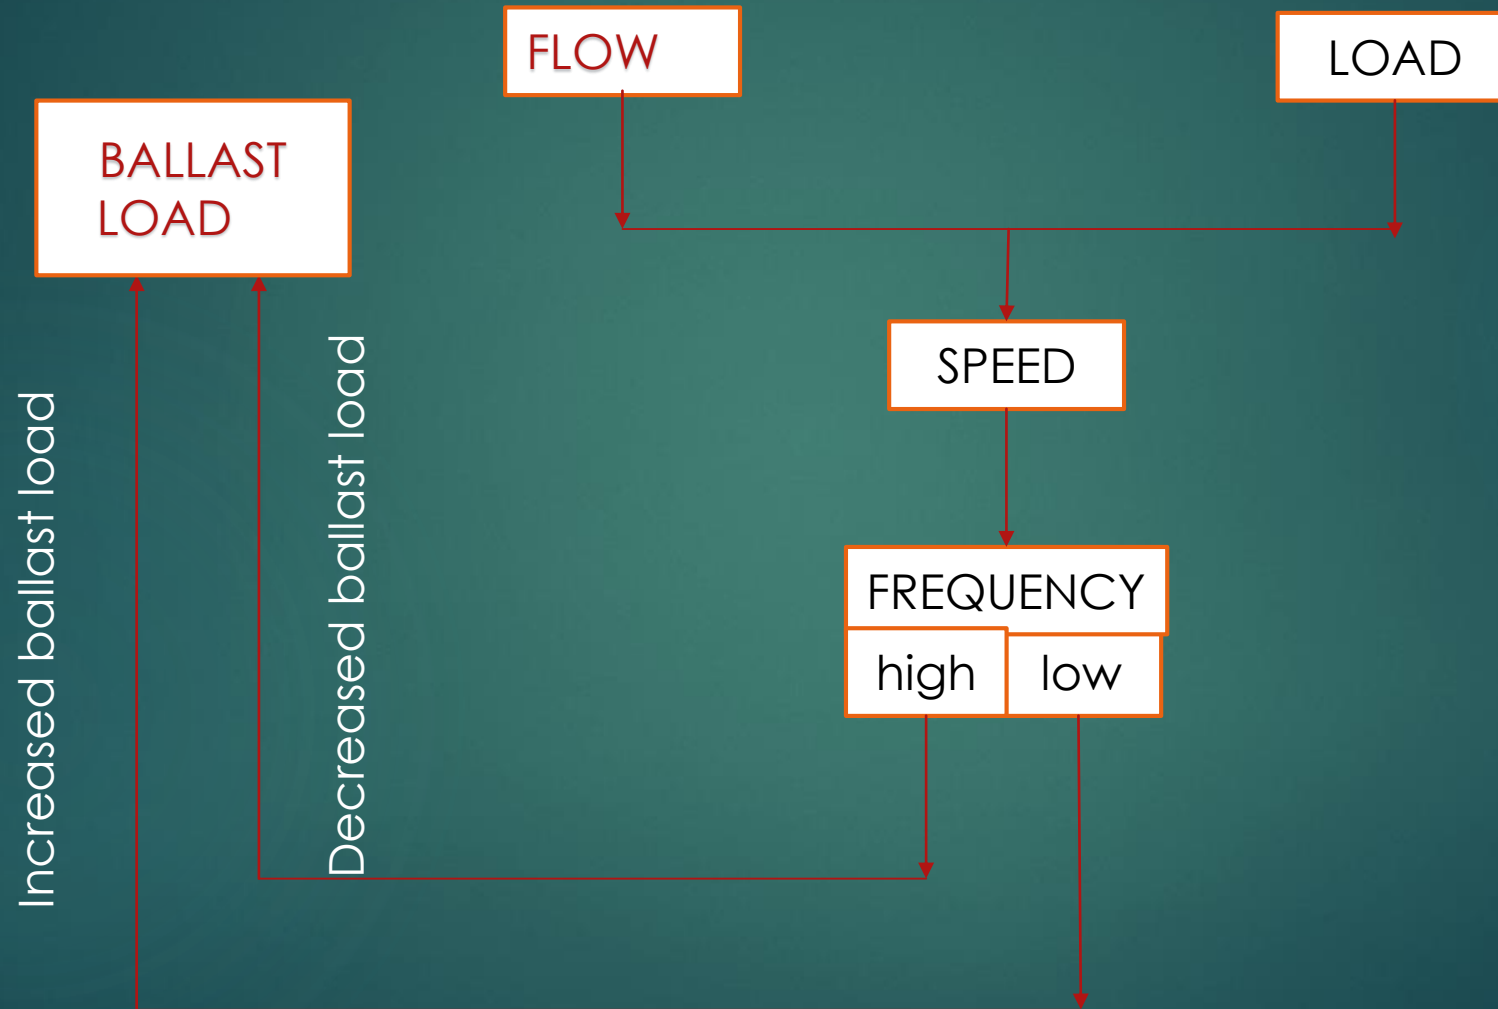 FLOW
LOAD
BALLAST
LOAD
SPEED
FREQUENCY
high
low
Increased ballast load
Decreased ballast load